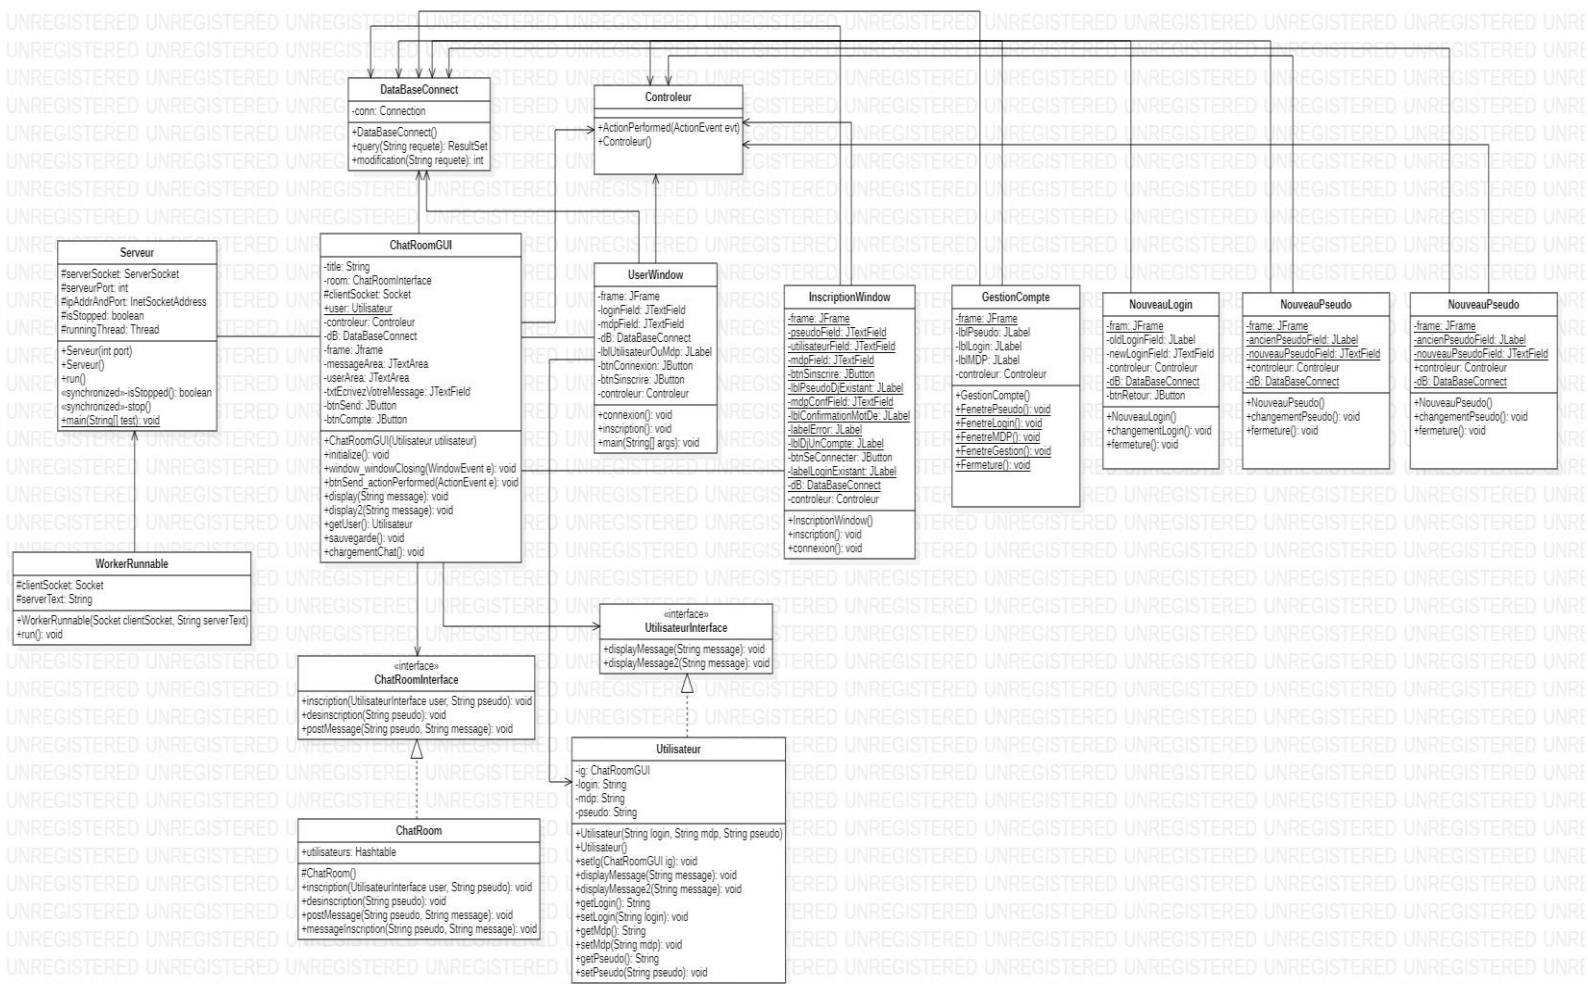 DataBaseConnect
-conn: Connection
+DataBaseConnect()
+query(String requete): ResultSet
+modification(String requete): int
Controleur
+ActionPerformed(ActionEvent evt)
+Controleur()
Serveur
#serverSocket: ServerSocket
#serveurPort: int
#ipAddrAndPort: InetSocketAddress
#isStopped: boolean
#runningThread: Thread
+Serveur(int port)
+Serveur()
+run()
«synchronized»-isStopped(): boolean
«synchronized»-stop()
+main(String[] test): void
ChatRoomGUI
-title: String
-room: ChatRoomInterface
#clientSocket: Socket
+user: Utilisateur
-controleur: Controleur
-dB: DataBaseConnect
-frame: Jframe
-messageArea: JTextArea
-userArea: JTextArea
-txtEcrivezVotreMessage: JTextField
-btnSend: JButton
-btnCompte: JButton
+ChatRoomGUI(Utilisateur utilisateur)
+initialize(): void
+window_windowClosing(WindowEvent e): void
+btnSend_actionPerformed(ActionEvent e): void
+display(String message): void
+display2(String message): void
+getUser(): Utilisateur
+sauvegarde(): void
+chargementChat(): void
UserWindow
-frame: JFrame
-loginField: JTextField
-mdpField: JTextField
-dB: DataBaseConnect
-lblUtilisateurOuMdp: JLabel
-btnConnexion: JButton
-btnSinscrire: JButton
-controleur: Controleur
+connexion(): void
+inscription(): void
+main(String[] args): void
InscriptionWindow
-frame: JFrame
-pseudoField: JTextField
-utilisateurField: JTextField
-mdpField: JTextField
-btnSinscrire: JButton
-lblPseudoDjExistant: JLabel
-mdpConfField: JTextField
-lblConfirmationMotDe: JLabel
-labelError: JLabel
-lblDjUnCompte: JLabel
-btnSeConnecter: JButton
-labelLoginExistant: JLabel
-dB: DataBaseConnect
-controleur: Controleur
+InscriptionWindow()
+inscription(): void
+connexion(): void
GestionCompte
-frame: JFrame
-lblPseudo: JLabel
-lblLogin: JLabel
-lblMDP: JLabel
-controleur: Controleur
+GestionCompte()
+FenetrePseudo(): void
+FenetreLogin(): void
+FenetreMDP(): void
+FenetreGestion(): void
+Fermeture(): void
NouveauLogin
-fram: JFrame
-oldLoginField: JLabel
-newLoginField: JTextField
-controleur: Controleur
-dB: DataBaseConnect
-btnRetour: JButton
+NouveauLogin()
+changementLogin(): void
+fermeture(): void
NouveauPseudo
-frame: JFrame
-ancienPseudoField: JLabel
-nouveauPseudoField: JTextField
+controleur: Controleur
-dB: DataBaseConnect
+NouveauPseudo()
+changementPseudo(): void
+fermeture(): void
NouveauPseudo
-frame: JFrame
-ancienPseudoField: JLabel
-nouveauPseudoField: JTextField
+controleur: Controleur
-dB: DataBaseConnect
+NouveauPseudo()
+changementPseudo(): void
+fermeture(): void
WorkerRunnable
#clientSocket: Socket
#serverText: String
+WorkerRunnable(Socket clientSocket, String serverText)
+run(): void
«interface»
UtilisateurInterface
+displayMessage(String message): void
+displayMessage2(String message): void
«interface»
ChatRoomInterface
+inscription(UtilisateurInterface user, String pseudo): void
+desinscription(String pseudo): void
+postMessage(String pseudo, String message): void
Utilisateur
-ig: ChatRoomGUI
-login: String
-mdp: String
-pseudo: String
+Utilisateur(String login, String mdp, String pseudo)
+Utilisateur()
+setIg(ChatRoomGUI ig): void
+displayMessage(String message): void
+displayMessage2(String message): void
+getLogin(): String
+setLogin(String login): void
+getMdp(): String
+setMdp(String mdp): void
+getPseudo(): String
+setPseudo(String pseudo): void
ChatRoom
+utilisateurs: Hashtable
#ChatRoom()
+inscription(UtilisateurInterface user, String pseudo): void
+desinscription(String pseudo): void
+postMessage(String pseudo, String message): void
+messageInscription(String pseudo, String message): void